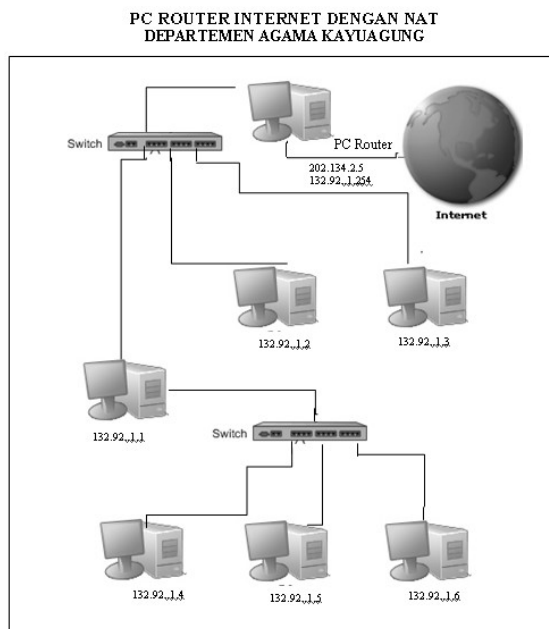 PC ROUTER INTERNET DENGAN NAT
DEPARTEMEN AGAMA KAYUAGUNG
Switch
PC Router
202.134.2.5
132.92..1.254
Internet
132.92..1.2
132.92..1.3
132.92..1.1
Switch
132.92..1.4
132.92..1.5
132.92..1.6